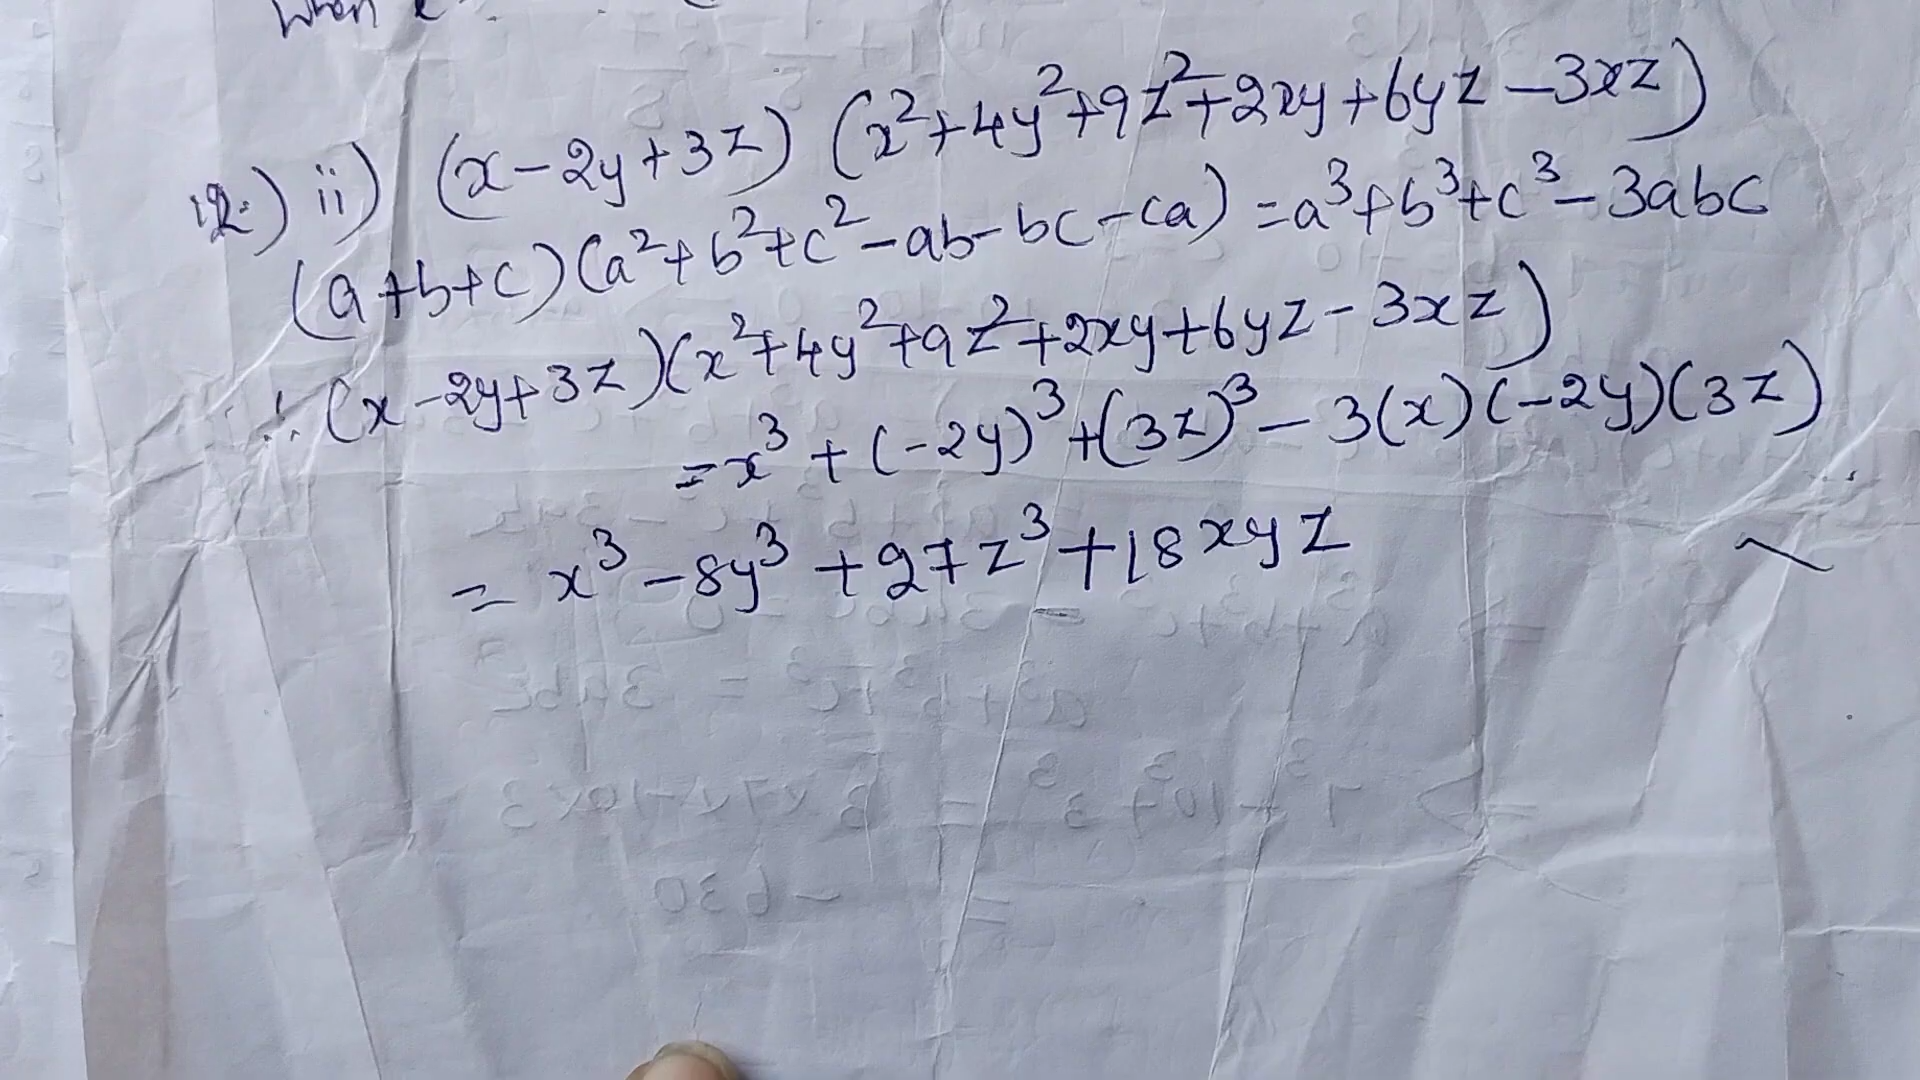 When
12.) ii) (x-2y+3z) (x²+4y²+9z²+2xy+6yz-3xz)
(a+b+c)(a²+b²+c²-ab-bc-ca) = a³+b³+c³-3abc
∴ (x-2y+3z)(x²+4y²+9z²+2xy+6yz-3xz)
= x³+(-2y)³+(3z)³-3(x)(-2y)(3z)
= x³-8y³+27z³+18xyz